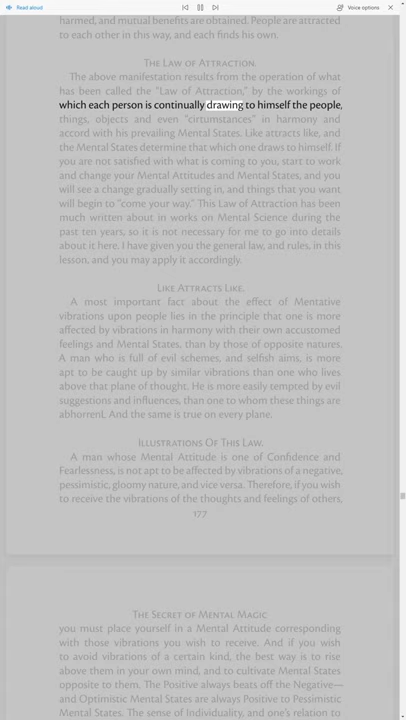 Read aloud
Voice options
harmed, and mutual benefits are obtained. People are attracted
to each other in this way, and each finds his own.
The Law of Attraction.
The above manifestation results from the operation of what
has been called the "Law of Attraction," by the workings of
which each person is continually drawing to himself the people,
things, objects and even "cirtumstances" in harmony and
accord with his prevailing Mental States. Like attracts like, and
the Mental States determine that which one draws to himself. If
you are not satisfied with what is coming to you, start to work
and change your Mental Attitudes and Mental States, and you
will see a change gradually setting in, and things that you want
will begin to "come your way." This Law of Attraction has been
much written about in works on Mental Science during the
past ten years, so it is not necessary for me to go into details
about it here. I have given you the general law, and rules, in this
lesson, and you may apply it accordingly.
Like Attracts Like.
A most important fact about the effect of Mentative
vibrations upon people lies in the principle that one is more
affected by vibrations in harmony with their own accustomed
feelings and Mental States, than by those of opposite natures.
A man who is full of evil schemes, and selfish aims, is more
apt to be caught up by similar vibrations than one who lives
above that plane of thought. He is more easily tempted by evil
suggestions and influences, than one to whom these things are
abhorrent. And the same is true on every plane.
Illustrations Of This Law.
A man whose Mental Attitude is one of Confidence and
Fearlessness, is not apt to be affected by vibrations of a negative,
pessimistic, gloomy nature, and vice versa. Therefore, if you wish
to receive the vibrations of the thoughts and feelings of others,
177
The Secret of Mental Magic
you must place yourself in a Mental Attitude corresponding
with those vibrations you wish to receive. And if you wish
to avoid vibrations of a certain kind, the best way is to rise
above them in your own mind, and to cultivate Mental States
opposite to them. The Positive always beats off the Negative—
and Optimistic Mental States are always Positive to Pessimistic
Mental States. The sense of Individuality, and one's relation to